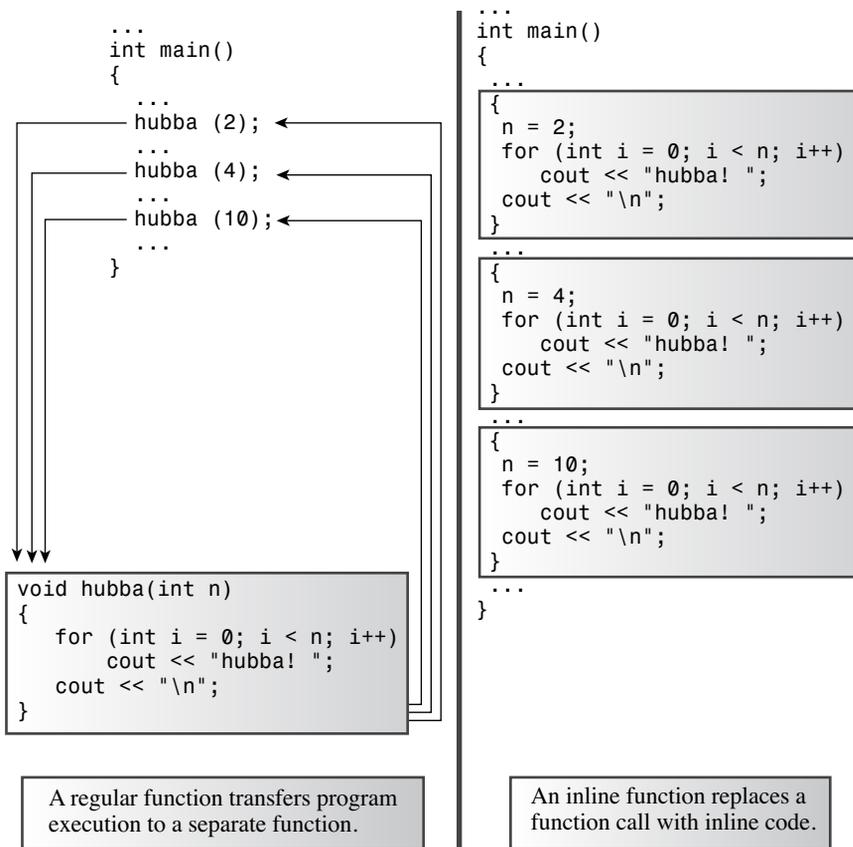 ...
int main()
{
...
hubba (2);
...
hubba (4);
...
hubba (10);
...
}
void hubba(int n)
{
for (int i = 0; i < n; i++)
cout << "hubba! ";
cout << "\n";
}
A regular function transfers program
execution to a separate function.
...
int main()
{
...
{
n = 2;
for (int i = 0; i < n; i++)
cout << "hubba! ";
cout << "\n";
}
...
{
n = 4;
for (int i = 0; i < n; i++)
cout << "hubba! ";
cout << "\n";
}
...
{
n = 10;
for (int i = 0; i < n; i++)
cout << "hubba! ";
cout << "\n";
}
...
}
An inline function replaces a
function call with inline code.